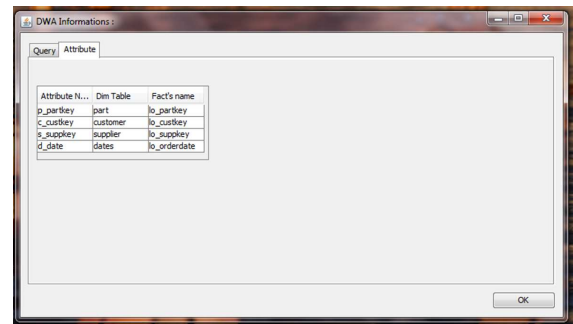 DWA Informations :
Query Attribute
Attribute N... Dim Table Fact's name
p_partkey part lo_partkey
c_custkey customer lo_custkey
s_suppkey supplier lo_suppkey
d_date dates lo_orderdate
OK